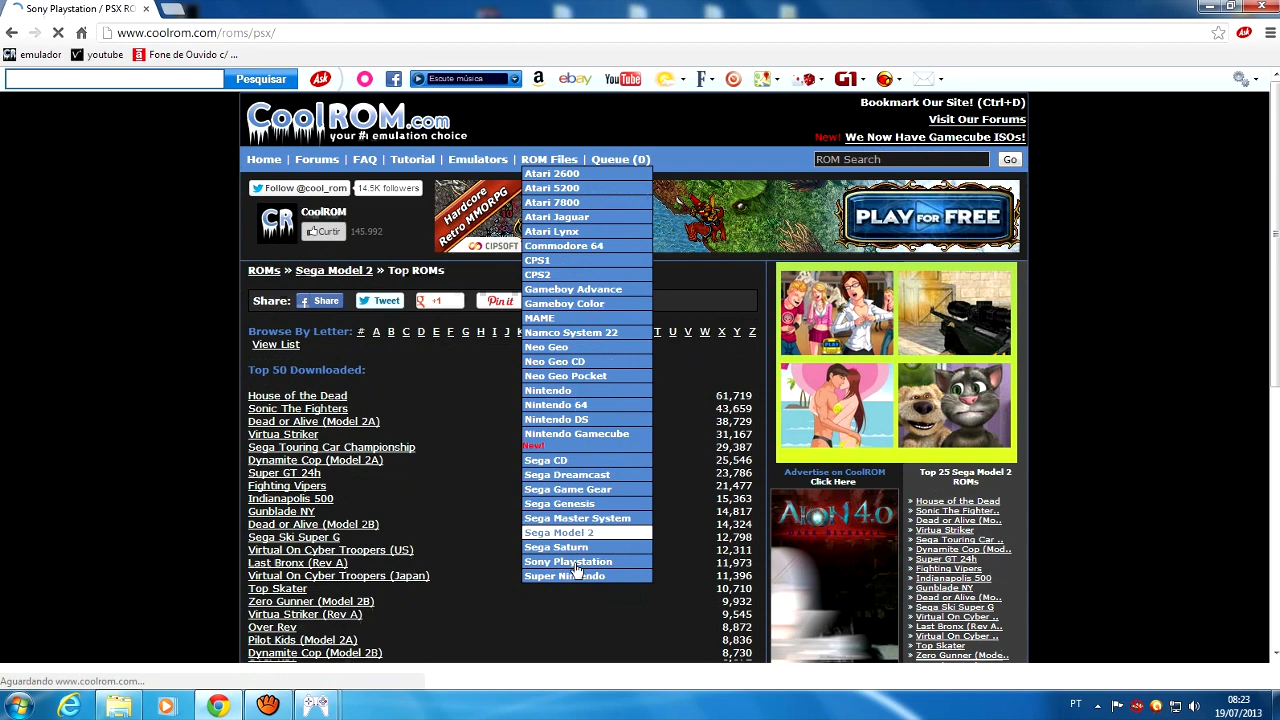 Sony Playstation / PSX RO
www.coolrom.com/roms/psx/
emulador youtube Fone de Ouvido c/ ...
Pesquisar Ask Escute música a ebay YouTube F G1
CoolROM.com
your #1 emulation choice
Bookmark Our Site! (Ctrl+D)
Visit Our Forums
New! We Now Have Gamecube ISOs!
Home | Forums | FAQ | Tutorial | Emulators | ROM Files | Queue (0)
ROM Search Go
Follow @cool_rom 14.5K followers
CR CoolROM
Curtir 145.992
Hardcore
Retro MMORPG
CIPSOFT
PLAY FOR FREE
Atari 2600
Atari 5200
Atari 7800
Atari Jaguar
Atari Lynx
Commodore 64
CPS1
CPS2
Gameboy Advance
Gameboy Color
MAME
Namco System 22
Neo Geo
Neo Geo CD
Neo Geo Pocket
Nintendo
Nintendo 64
Nintendo DS
Nintendo Gamecube
New!
Sega CD
Sega Dreamcast
Sega Game Gear
Sega Genesis
Sega Master System
Sega Model 2
Sega Saturn
Sony Playstation
Super Nintendo
ROMs » Sega Model 2 » Top ROMs
Share: Share Tweet +1 Pin it
Browse By Letter: # A B C D E F G H I J T U V W X Y Z
View List
Top 50 Downloaded:
House of the Dead 61,719
Sonic The Fighters 43,659
Dead or Alive (Model 2A) 38,729
Virtua Striker 31,167
Sega Touring Car Championship 29,387
Dynamite Cop (Model 2A) 25,546
Super GT 24h 23,786
Fighting Vipers 21,477
Indianapolis 500 15,363
Gunblade NY 14,817
Dead or Alive (Model 2B) 14,324
Sega Ski Super G 12,798
Virtual On Cyber Troopers (US) 12,311
Last Bronx (Rev A) 11,973
Virtual On Cyber Troopers (Japan) 11,396
Top Skater 10,710
Zero Gunner (Model 2B) 9,932
Virtua Striker (Rev A) 9,545
Over Rev 8,872
Pilot Kids (Model 2A) 8,836
Dynamite Cop (Model 2B) 8,730
Advertise on CoolROM
Click Here
AION 4.0
Top 25 Sega Model 2
ROMs
» House of the Dead
» Sonic The Fighter..
» Dead or Alive (Mo..
» Virtua Striker
» Sega Touring Car ..
» Dynamite Cop (Mod..
» Super GT 24h
» Fighting Vipers
» Indianapolis 500
» Gunblade NY
» Dead or Alive (Mo..
» Sega Ski Super G
» Virtual On Cyber ..
» Last Bronx (Rev A..
» Virtual On Cyber ..
» Top Skater
» Zero Gunner (Mode..
Aguardando www.coolrom.com...
PT 08:23
19/07/2013